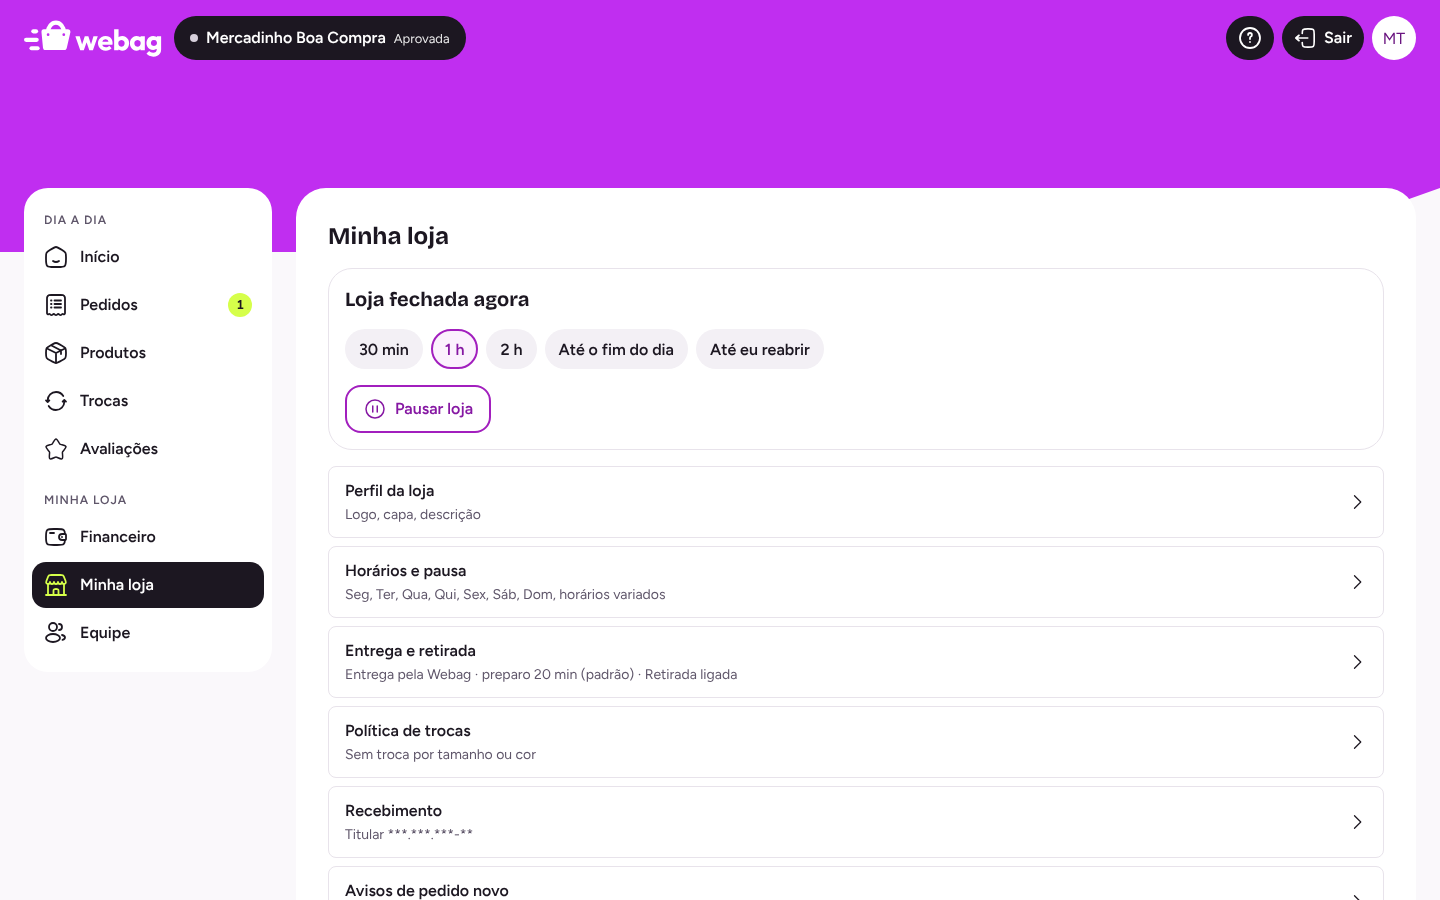 webag
Mercadinho Boa Compra Aprovada
Sair
MT
DIA A DIA
Início
Pedidos
1
Produtos
Trocas
Avaliações
MINHA LOJA
Financeiro
Minha loja
Equipe
Minha loja
Loja fechada agora
30 min
1 h
2 h
Até o fim do dia
Até eu reabrir
Pausar loja
Perfil da loja
Logo, capa, descrição
Horários e pausa
Seg, Ter, Qua, Qui, Sex, Sáb, Dom, horários variados
Entrega e retirada
Entrega pela Webag · preparo 20 min (padrão) · Retirada ligada
Política de trocas
Sem troca por tamanho ou cor
Recebimento
Titular ***.***.***-**
Avisos de pedido novo